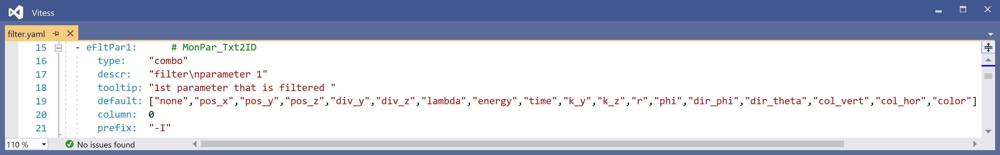 Vitess
filter.yaml
15 - eFltPar1:      # MonPar_Txt2ID
16 type:    "combo"
17 descr:   "filter\nparameter 1"
18 tooltip: "1st parameter that is filtered "
19 default: ["none","pos_x","pos_y","pos_z","div_y","div_z","lambda","energy","time","k_y","k_z","r","phi","dir_phi","dir_theta","col_vert","col_hor","color"]
20 column:  0
21 prefix:  "-I"
110 % No issues found